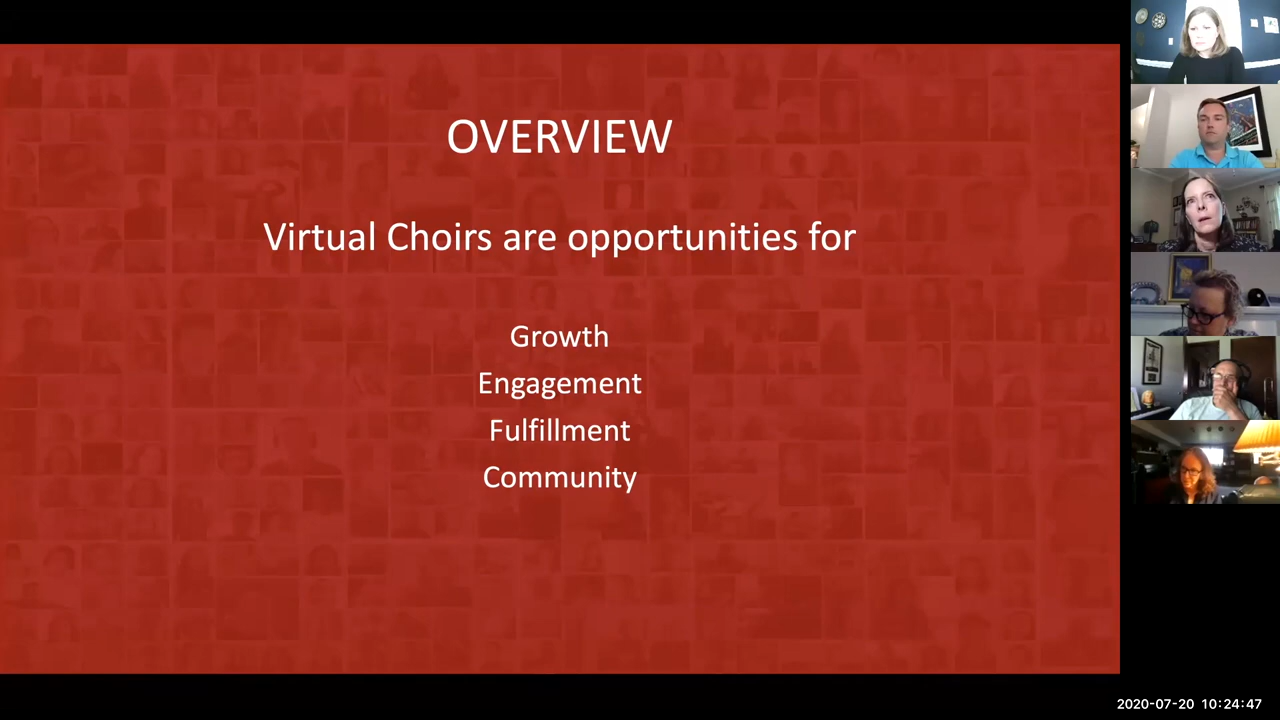 OVERVIEW
Virtual Choirs are opportunities for
Growth
Engagement
Fulfillment
Community
2020-07-20 10:24:47